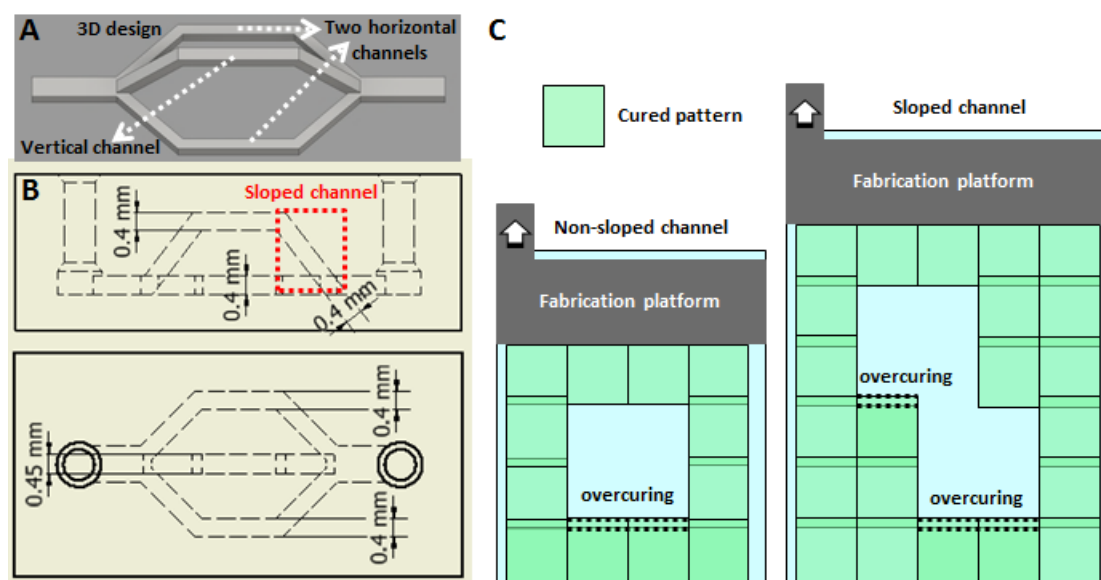 A
3D design
Two horizontal
channels
Vertical channel
B
Sloped channel
0.4 mm
0.4 mm
0.4 mm
0.45 mm
0.4 mm
0.4 mm
C
Cured pattern
Non-sloped channel
Fabrication platform
overcuring
Sloped channel
Fabrication platform
overcuring
overcuring